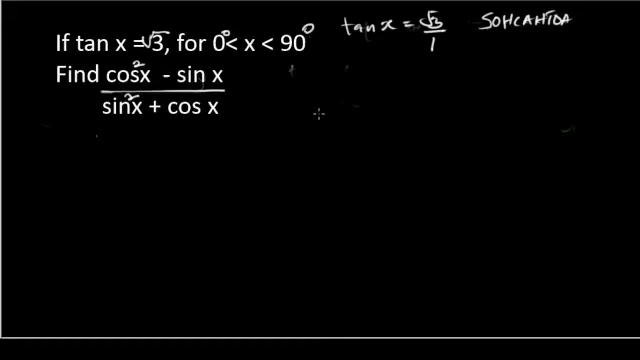 If tan x = √3, for 0° < x < 90°
tan x = √3/1
SOHCAHTOA
Find cos²x - sin x
sin²x + cos x